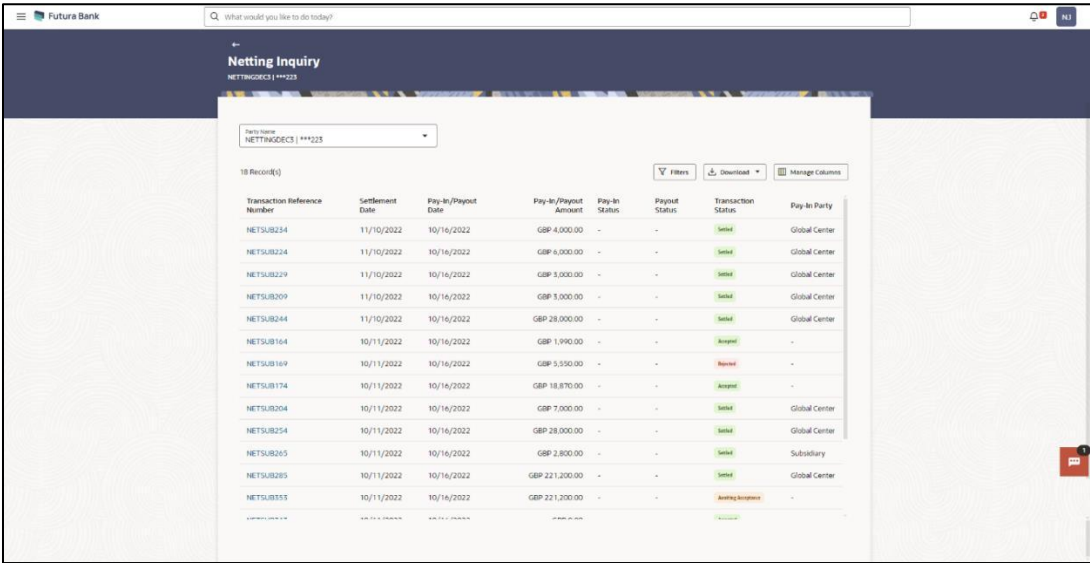 Futura Bank
What would you like to do today?
NJ
Netting Inquiry
NETTINGDEC3 | ***223
Party Name
NETTINGDEC3 | ***223
18 Record(s)
Filters
Download
Manage Columns
Transaction Reference Number Settlement Date Pay-In/Payout Date Pay-In/Payout Amount Pay-In Status Payout Status Transaction Status Pay-In Party
NETSUB234 11/10/2022 10/16/2022 GBP 4,000.00 - - Settled Global Center
NETSUB224 11/10/2022 10/16/2022 GBP 6,000.00 - - Settled Global Center
NETSUB229 11/10/2022 10/16/2022 GBP 3,000.00 - - Settled Global Center
NETSUB209 11/10/2022 10/16/2022 GBP 3,000.00 - - Settled Global Center
NETSUB244 11/10/2022 10/16/2022 GBP 28,000.00 - - Settled Global Center
NETSUB164 10/11/2022 10/16/2022 GBP 1,990.00 - - Accepted -
NETSUB169 10/11/2022 10/16/2022 GBP 5,550.00 - - Rejected -
NETSUB174 10/11/2022 10/16/2022 GBP 18,870.00 - - Accepted -
NETSUB204 10/11/2022 10/16/2022 GBP 7,000.00 - - Settled Global Center
NETSUB254 10/11/2022 10/16/2022 GBP 28,000.00 - - Settled Global Center
NETSUB265 10/11/2022 10/16/2022 GBP 2,800.00 - - Settled Subsidiary
NETSUB285 10/11/2022 10/16/2022 GBP 221,200.00 - - Settled Global Center
NETSUB353 10/11/2022 10/16/2022 GBP 221,200.00 - - Awaiting Acceptance -
1